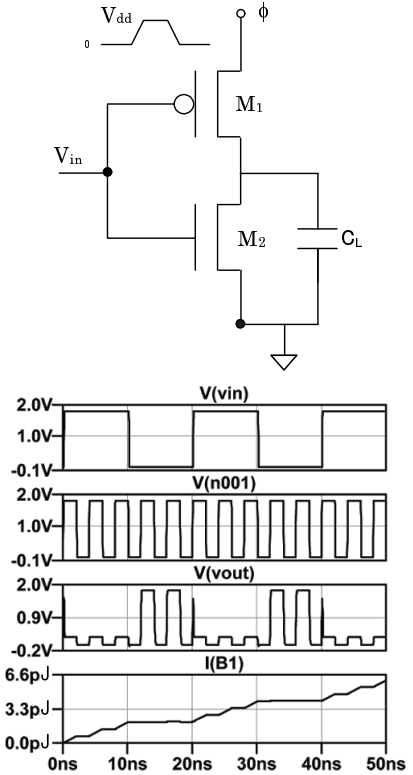 Vdd
0
ϕ
M1
Vin
M2
CL
V(vin)
2.0V
1.0V
-0.1V
V(n001)
2.0V
1.0V
-0.1V
V(vout)
2.0V
0.9V
-0.2V
I(B1)
6.6pJ
3.3pJ
0.0pJ
0ns 10ns 20ns 30ns 40ns 50ns